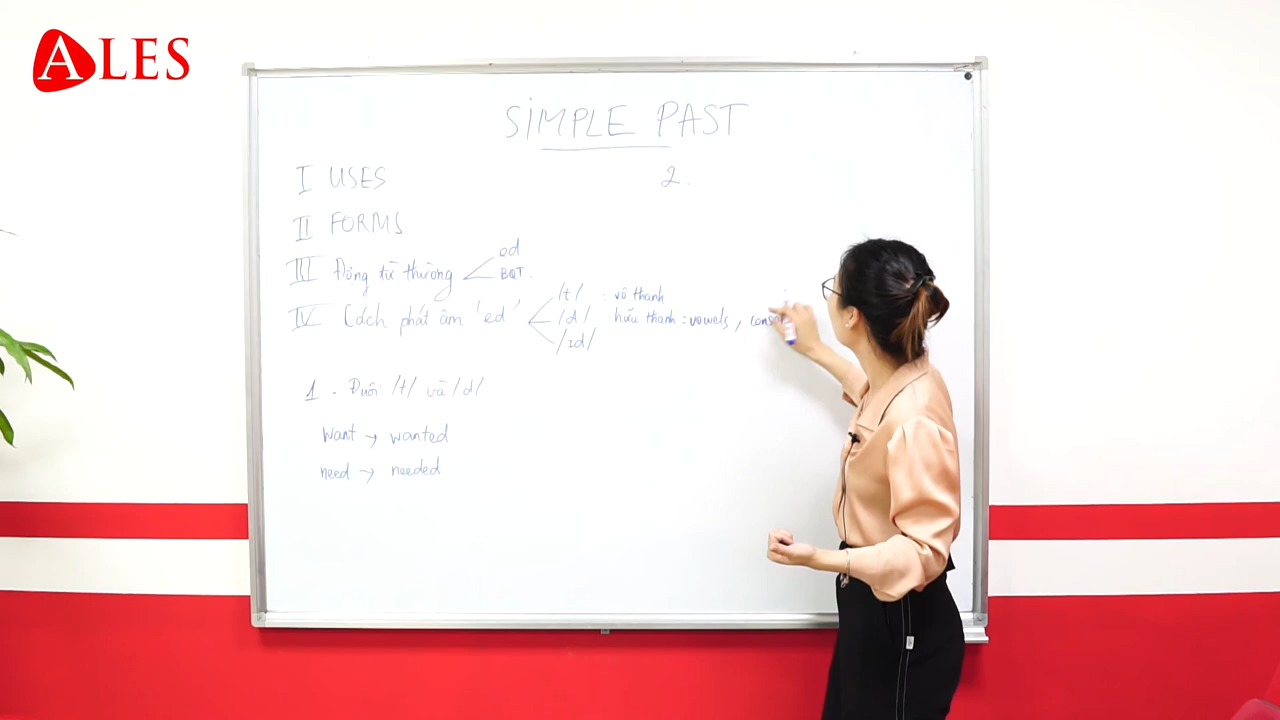 ALES
SiMPLE PAST
I USES
2.
II FORMS
III Động từ thường < ed
BQT.
IV Cách phát âm 'ed' < /t/ : vô thanh
/d/ hữu thanh : vowels,
/ɪd/
1 - Đuôi /t/ và /d/
want → wanted
need → needed